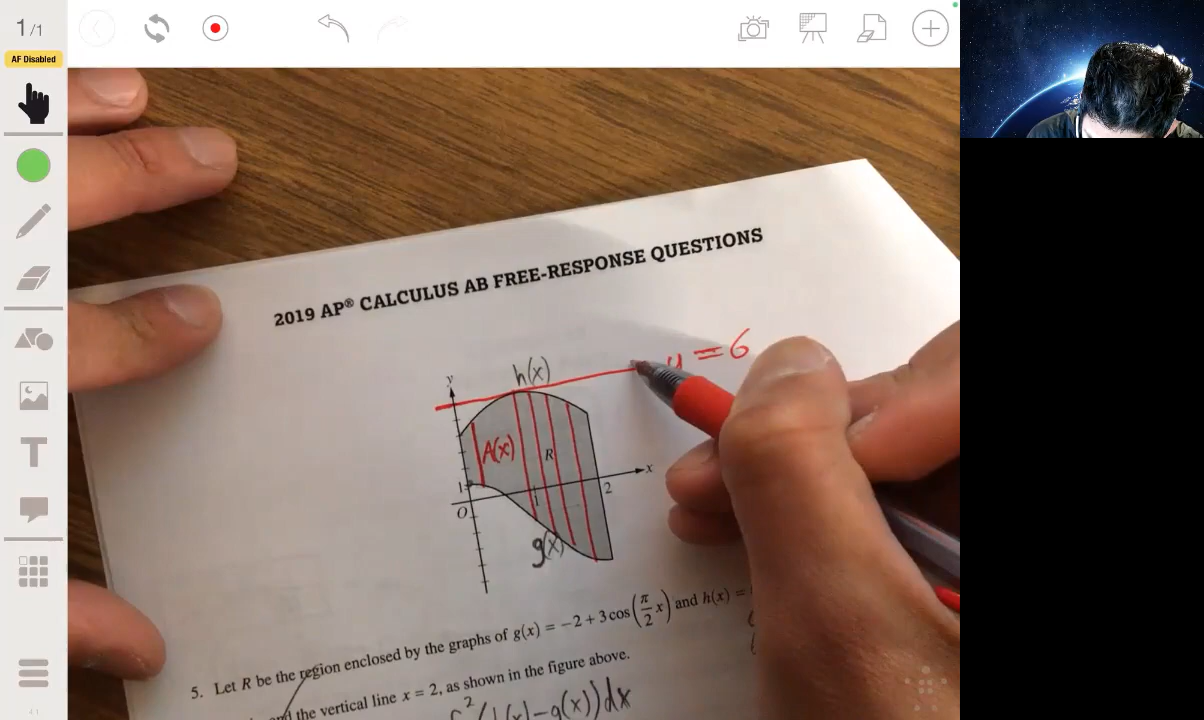 1/1
AF Disabled
T
2019 AP® CALCULUS AB FREE-RESPONSE QUESTIONS
y = 6
h(x)
y
A(x)
R
x
1
O
1
2
g(x)
5. Let R be the region enclosed by the graphs of g(x) = −2 + 3 cos(π/2 x) and h(x) =
the vertical line x = 2, as shown in the figure above.
∫ 2 (h(x) − g(x)) dx